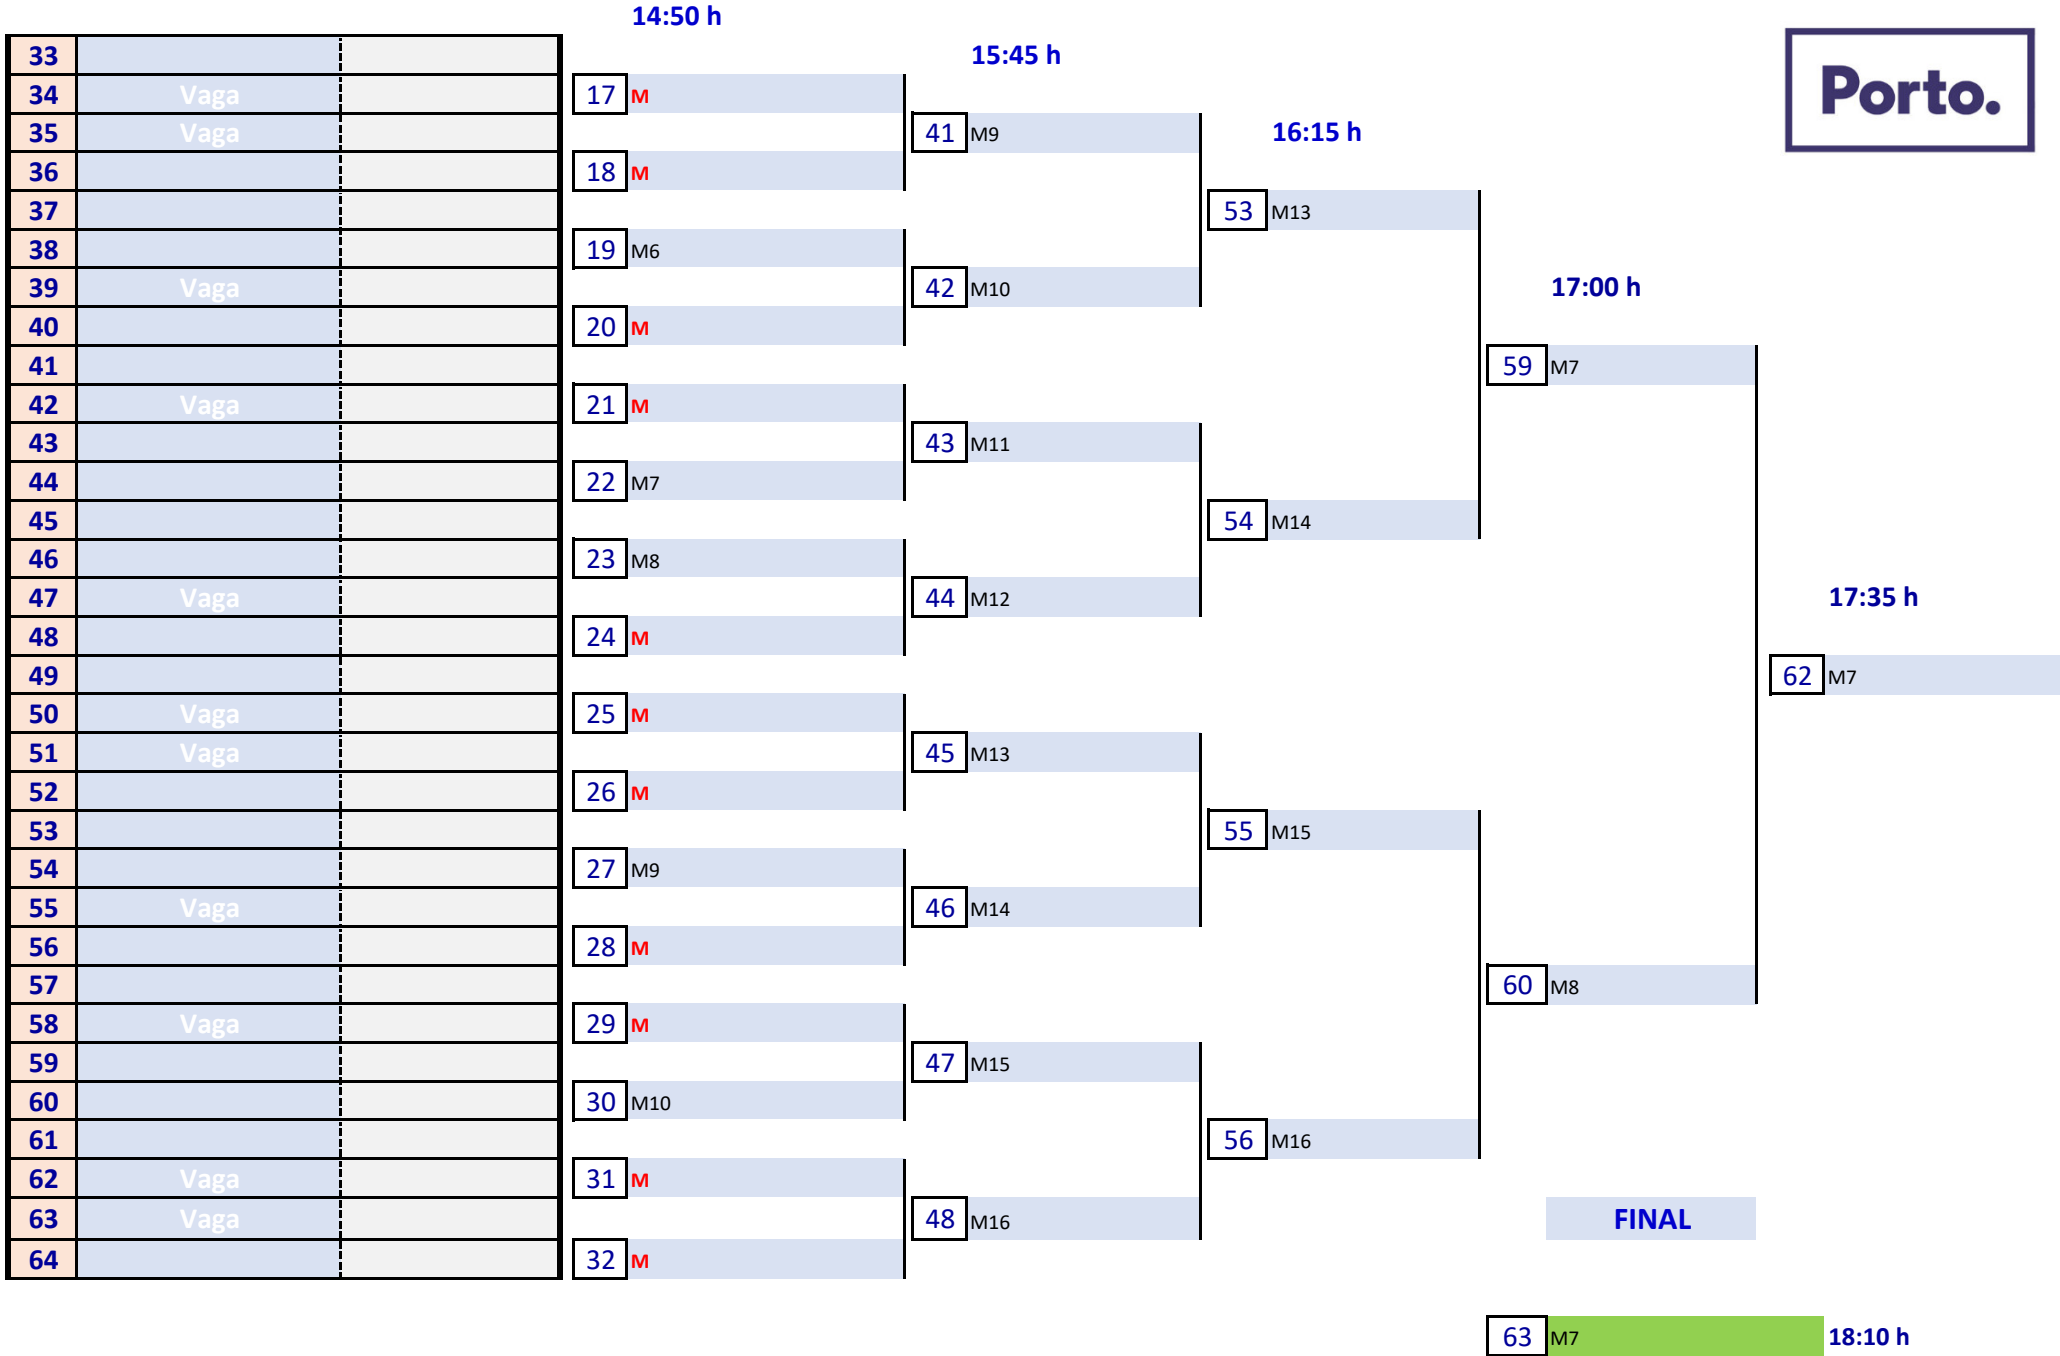 14:50 h
33
15:45 h
34 Vaga 17 M
Porto.
35 Vaga 41 M9 16:15 h
36 18 M
37 53 M13
38 19 M6
39 Vaga 42 M10 17:00 h
40 20 M
41 59 M7
42 Vaga 21 M
43 43 M11
44 22 M7
45 54 M14
46 23 M8
47 Vaga 44 M12 17:35 h
48 24 M
49 62 M7
50 Vaga 25 M
51 Vaga 45 M13
52 26 M
53 55 M15
54 27 M9
55 Vaga 46 M14
56 28 M
57 60 M8
58 Vaga 29 M
59 47 M15
60 30 M10
61 56 M16
62 Vaga 31 M
63 Vaga 48 M16 FINAL
64 32 M
63 M7 18:10 h